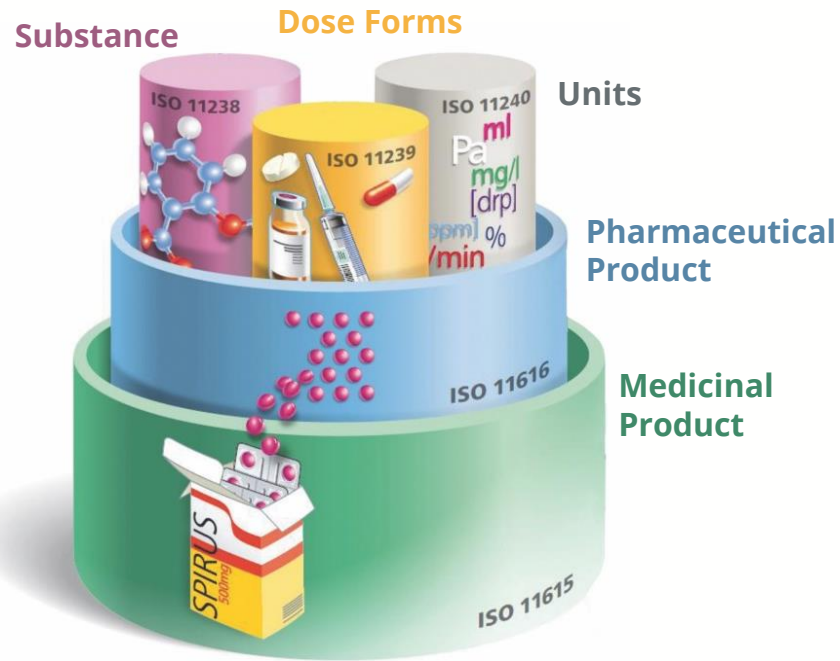 Substance
Dose Forms
Units
ISO 11238
ISO 11239
ISO 11240
ml
Pa
mg/l
[drp]
ppm]
%
/min
Pharmaceutical
Product
ISO 11616
Medicinal
Product
SPIRUS
500mg
ISO 11615